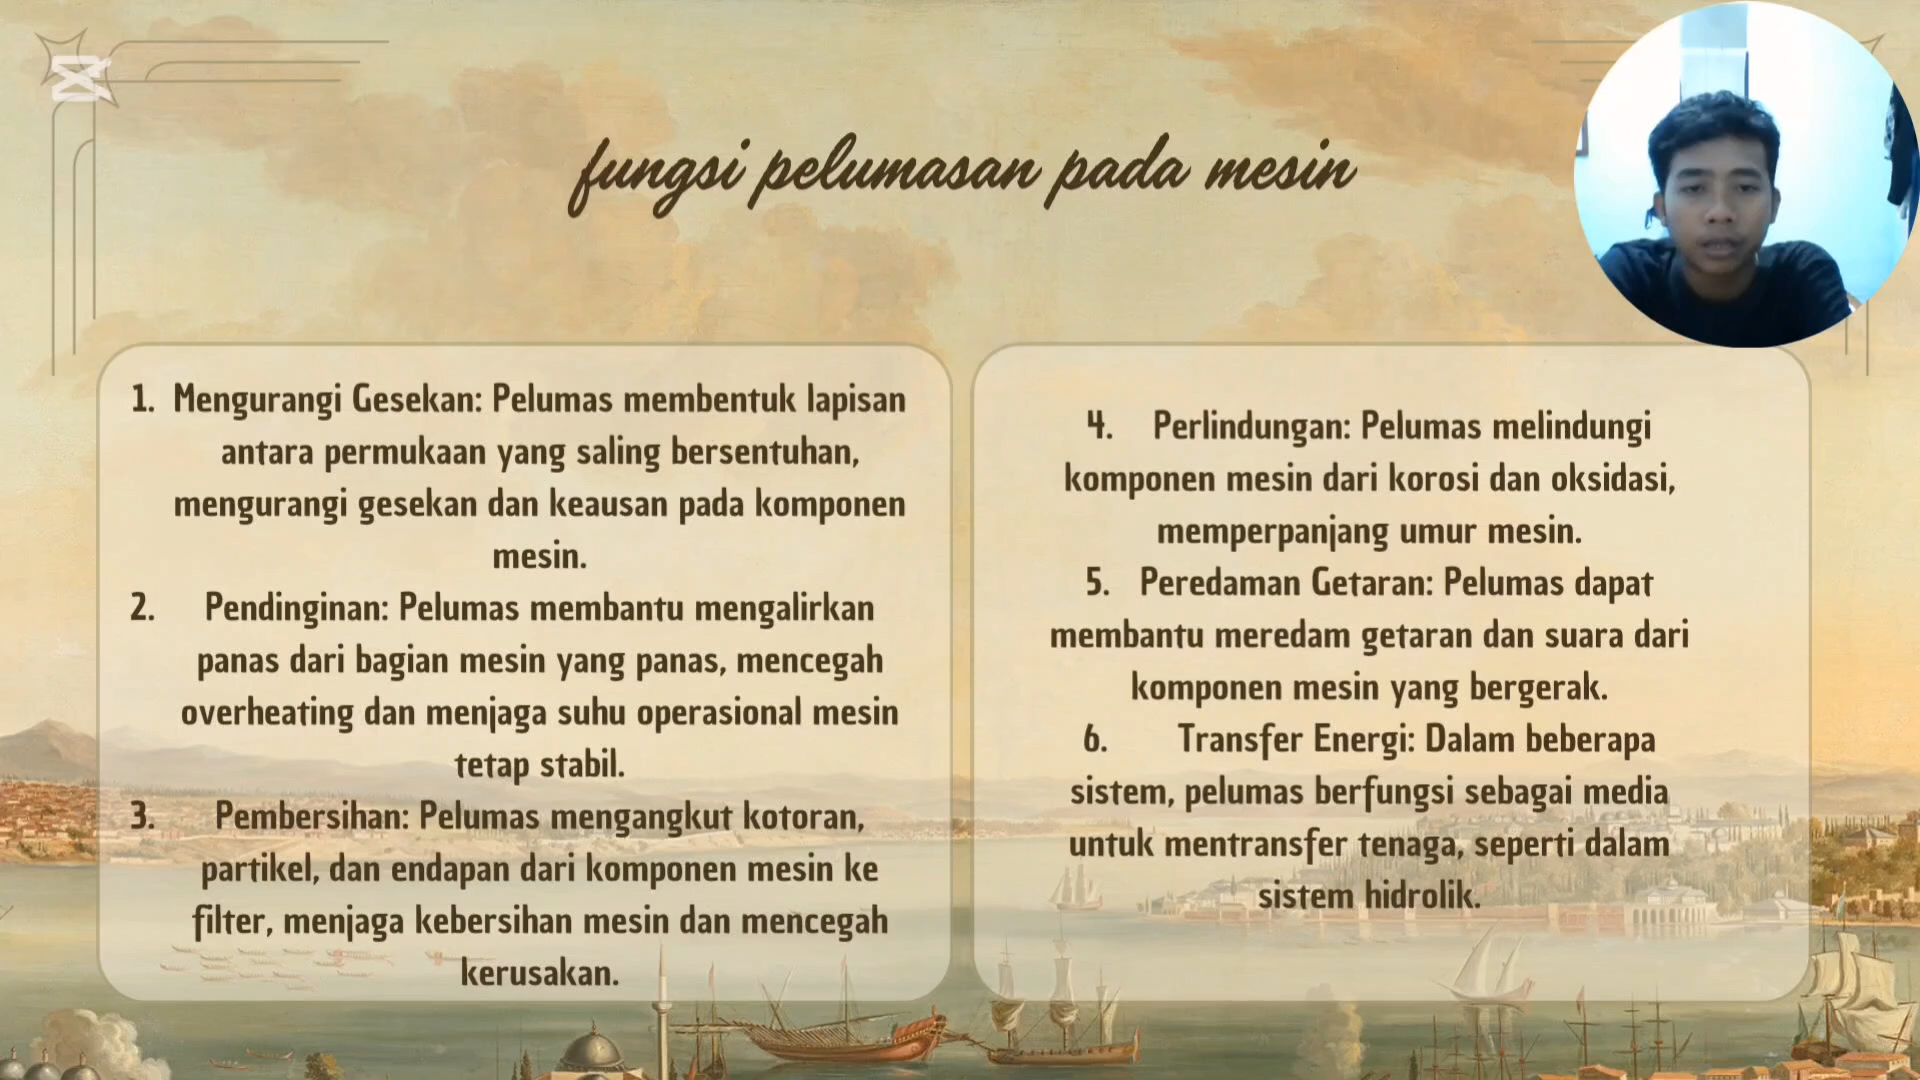 fungsi pelumasan pada mesin
1. Mengurangi Gesekan: Pelumas membentuk lapisan
antara permukaan yang saling bersentuhan,
mengurangi gesekan dan keausan pada komponen
mesin.
2. Pendinginan: Pelumas membantu mengalirkan
panas dari bagian mesin yang panas, mencegah
overheating dan menjaga suhu operasional mesin
tetap stabil.
3. Pembersihan: Pelumas mengangkut kotoran,
partikel, dan endapan dari komponen mesin ke
filter, menjaga kebersihan mesin dan mencegah
kerusakan.
4. Perlindungan: Pelumas melindungi
komponen mesin dari korosi dan oksidasi,
memperpanjang umur mesin.
5. Peredaman Getaran: Pelumas dapat
membantu meredam getaran dan suara dari
komponen mesin yang bergerak.
6. Transfer Energi: Dalam beberapa
sistem, pelumas berfungsi sebagai media
untuk mentransfer tenaga, seperti dalam
sistem hidrolik.